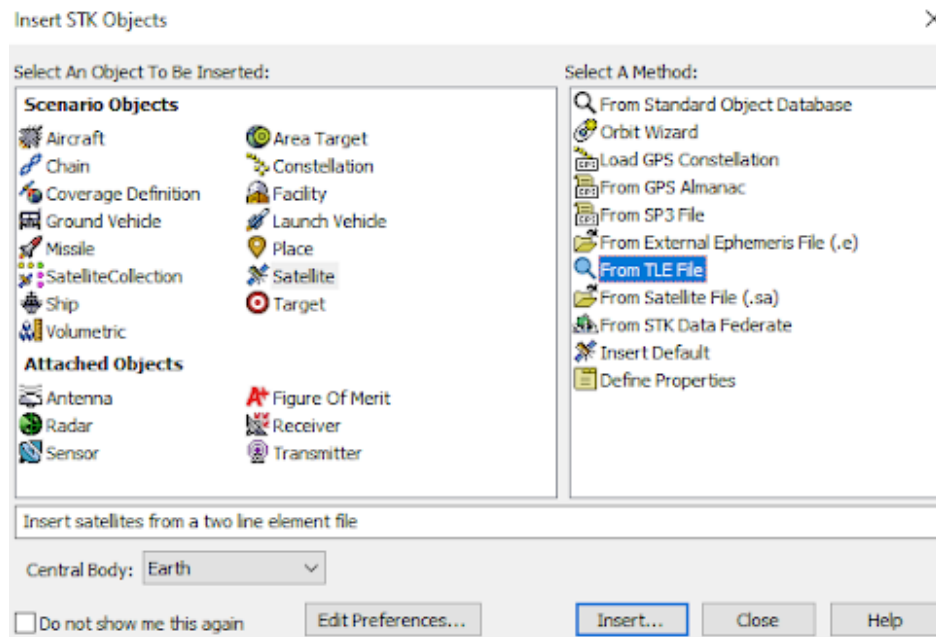 Insert STK Objects
Select An Object To Be Inserted:
Scenario Objects
Aircraft
Area Target
Chain
Constellation
Coverage Definition
Facility
Ground Vehicle
Launch Vehicle
Missile
Place
SatelliteCollection
Satellite
Ship
Target
Volumetric
Attached Objects
Antenna
Figure Of Merit
Radar
Receiver
Sensor
Transmitter
Select A Method:
From Standard Object Database
Orbit Wizard
Load GPS Constellation
From GPS Almanac
From SP3 File
From External Ephemeris File (.e)
From TLE File
From Satellite File (.sa)
From STK Data Federate
Insert Default
Define Properties
Insert satellites from a two line element file
Central Body: Earth
Do not show me this again
Edit Preferences...
Insert...
Close
Help